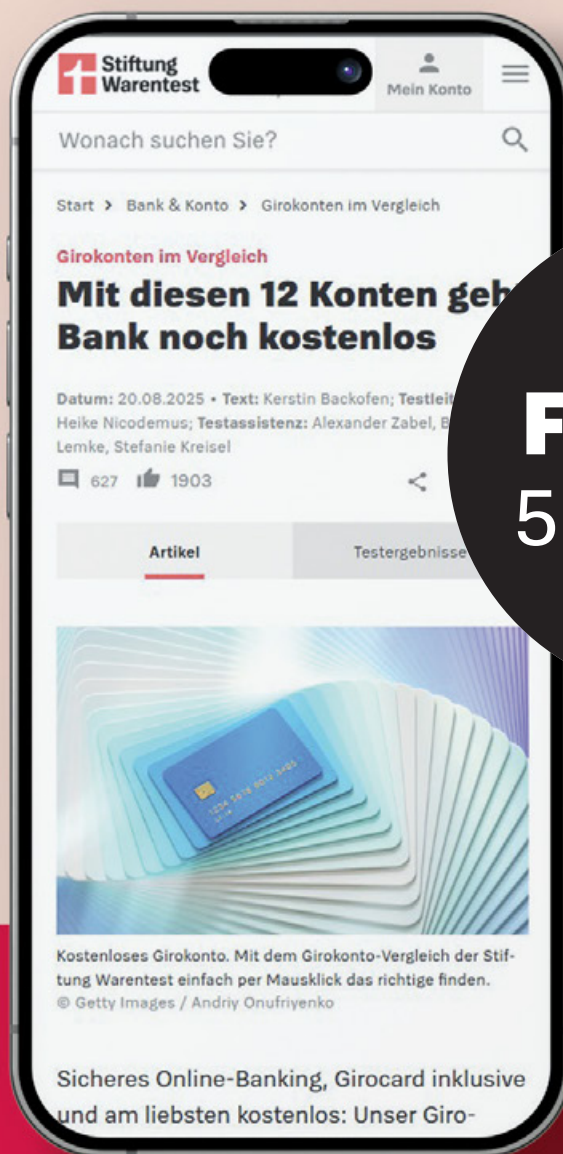 Stiftung
Warentest
Mein Konto
Wonach suchen Sie?
Start > Bank & Konto > Girokonten im Vergleich
Girokonten im Vergleich
Mit diesen 12 Konten geh
Bank noch kostenlos
Datum: 20.08.2025 • Text: Kerstin Backofen; Testleit
Heike Nicodemus; Testassistenz: Alexander Zabel, B
Lemke, Stefanie Kreisel
627 1903
F
5
Artikel
Testergebnisse
1234 5678 9012 3456
Kostenloses Girokonto. Mit dem Girokonto-Vergleich der Stif-
tung Warentest einfach per Mausklick das richtige finden.
© Getty Images / Andriy Onufriyenko
Sicheres Online-Banking, Girocard inklusive
und am liebsten kostenlos: Unser Giro-